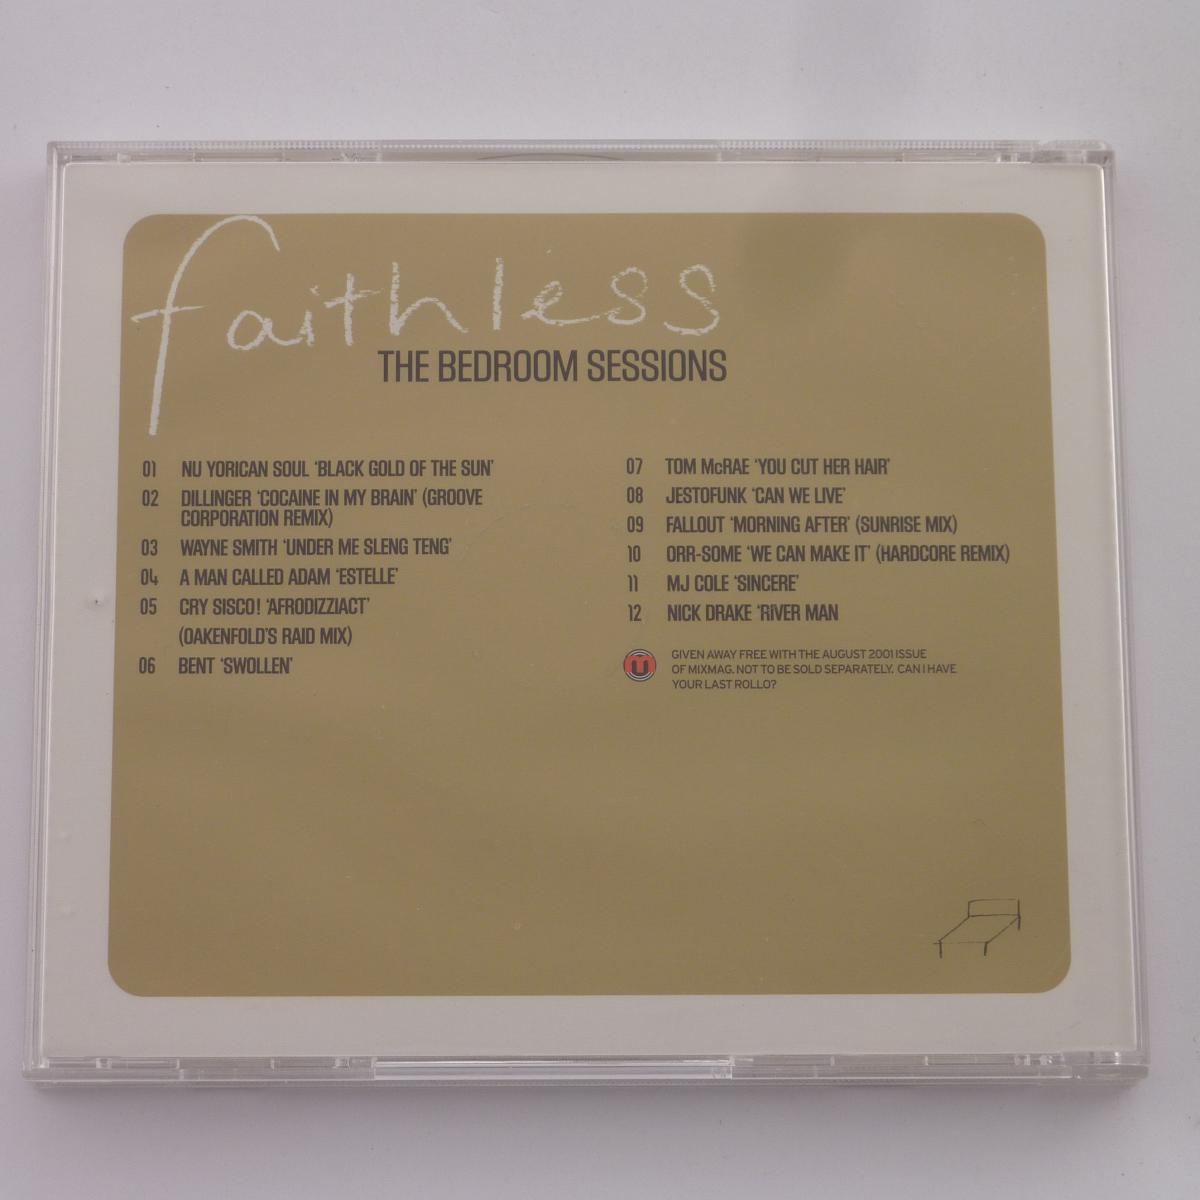 faithless
THE BEDROOM SESSIONS
01 NU YORICAN SOUL ‘BLACK GOLD OF THE SUN’
02 DILLINGER ‘COCAINE IN MY BRAIN’ (GROOVE
CORPORATION REMIX)
03 WAYNE SMITH ‘UNDER ME SLENG TENG’
04 A MAN CALLED ADAM ‘ESTELLE’
05 CRY SISCO! ‘AFRODIZZIACT’
(OAKENFOLD'S RAID MIX)
06 BENT ‘SWOLLEN’
07 TOM McRAE ‘YOU CUT HER HAIR’
08 JESTOFUNK ‘CAN WE LIVE’
09 FALLOUT ‘MORNING AFTER’ (SUNRISE MIX)
10 ORR-SOME ‘WE CAN MAKE IT’ (HARDCORE REMIX)
11 MJ COLE ‘SINCERE’
12 NICK DRAKE ‘RIVER MAN
GIVEN AWAY FREE WITH THE AUGUST 2001 ISSUE
OF MIXMAG. NOT TO BE SOLD SEPARATELY. CAN I HAVE
YOUR LAST ROLLO?